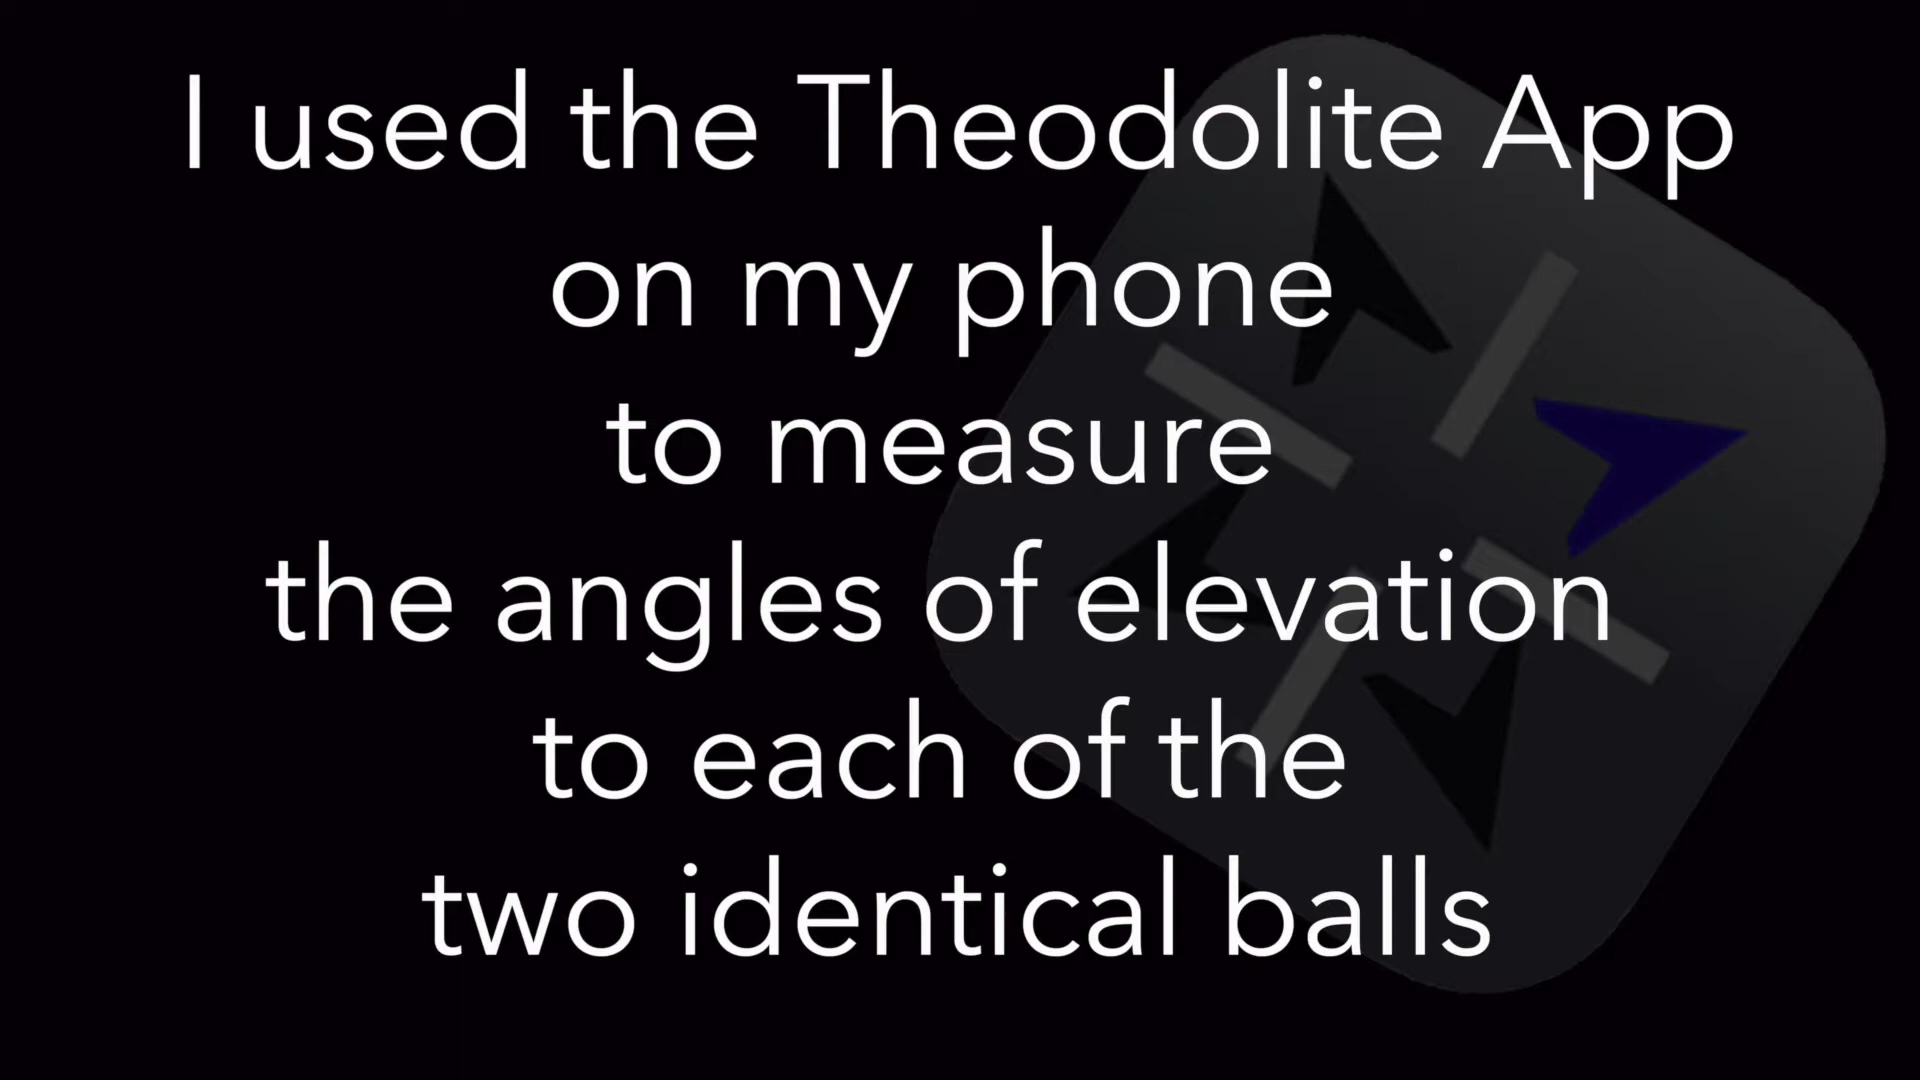 I used the Theodolite App
on my phone
to measure
the angles of elevation
to each of the
two identical balls